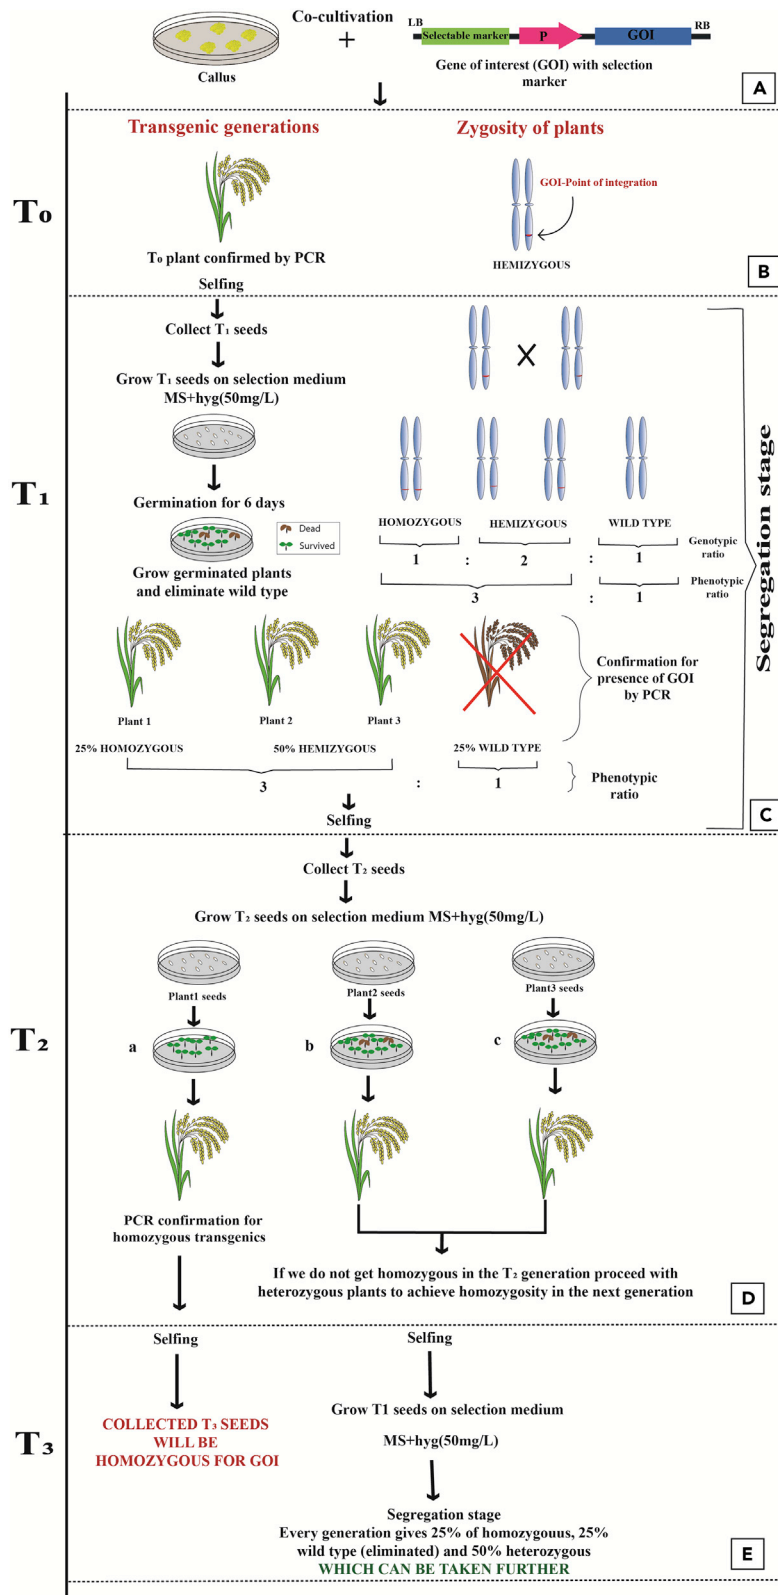 Co-cultivation
+
LB
Selectable marker
P
GOI
RB
Callus
Gene of interest (GOI) with selection
marker
A
Transgenic generations
Zygosity of plants
T₀
GOI-Point of integration
T₀ plant confirmed by PCR
HEMIZYGOUS
B
Selfing
Collect T₁ seeds
Grow T₁ seeds on selection medium
MS+hyg(50mg/L)
X
T₁
Germination for 6 days
Dead
Survived
HOMOZYGOUS
HEMIZYGOUS
WILD TYPE
1 : 2 : 1
Genotypic
ratio
3 : 1
Phenotypic
ratio
Grow germinated plants
and eliminate wild type
Segregation stage
Confirmation for
presence of GOI
by PCR
Plant 1
Plant 2
Plant 3
25% HOMOZYGOUS
50% HEMIZYGOUS
25% WILD TYPE
3 : 1
Phenotypic
ratio
Selfing
C
Collect T₂ seeds
Grow T₂ seeds on selection medium MS+hyg(50mg/L)
Plant1 seeds
Plant2 seeds
Plant3 seeds
T₂
a
b
c
PCR confirmation for
homozygous transgenics
If we do not get homozygous in the T₂ generation proceed with
heterozygous plants to achieve homozygosity in the next generation
D
Selfing
Selfing
T₃
COLLECTED T₃ SEEDS
WILL BE
HOMOZYGOUS FOR GOI
Grow T1 seeds on selection medium
MS+hyg(50mg/L)
Segregation stage
Every generation gives 25% of homozygouus, 25%
wild type (eliminated) and 50% heterozygous
WHICH CAN BE TAKEN FURTHER
E